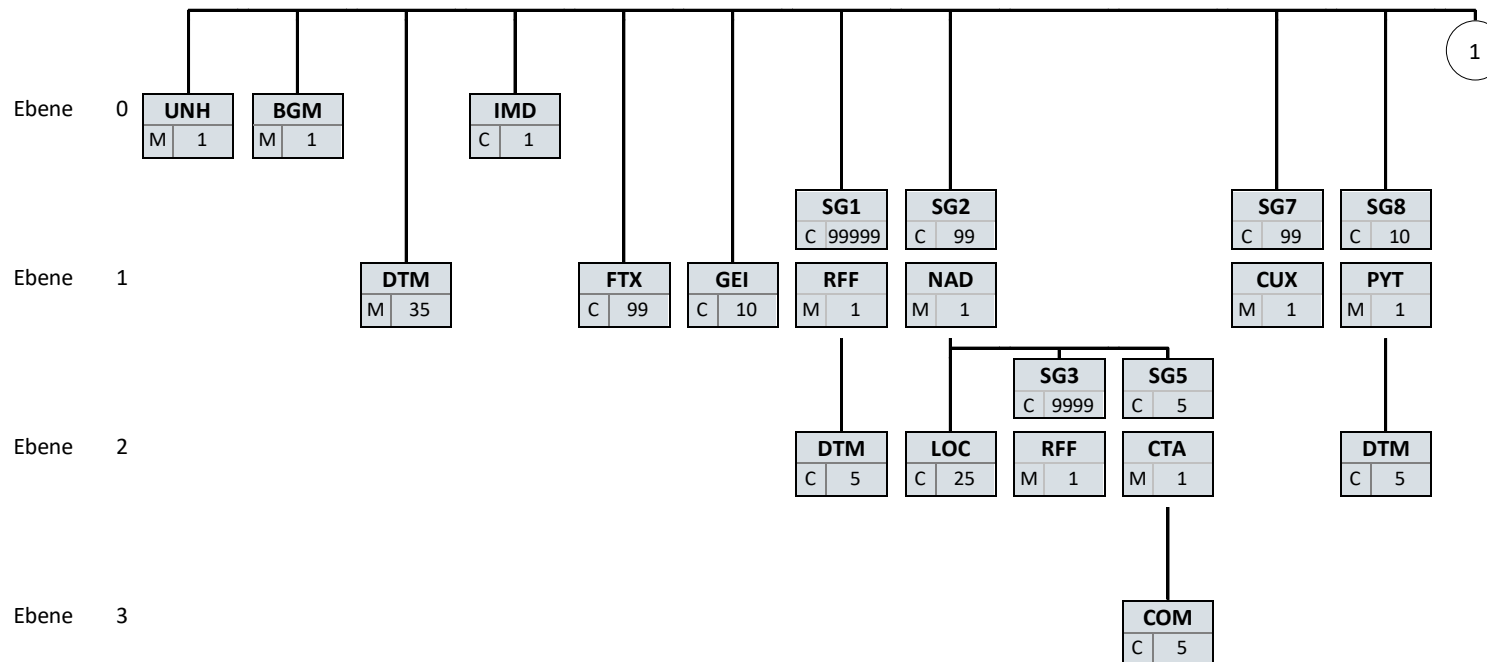 1
Ebene 0 UNH BGM IMD
M 1 M 1 C 1
SG1 SG2 SG7 SG8
C 99999 C 99 C 99 C 10
Ebene 1 DTM FTX GEI RFF NAD CUX PYT
M 35 C 99 C 10 M 1 M 1 M 1 M 1
SG3 SG5
C 9999 C 5
Ebene 2 DTM LOC RFF CTA DTM
C 5 C 25 M 1 M 1 C 5
Ebene 3 COM
C 5